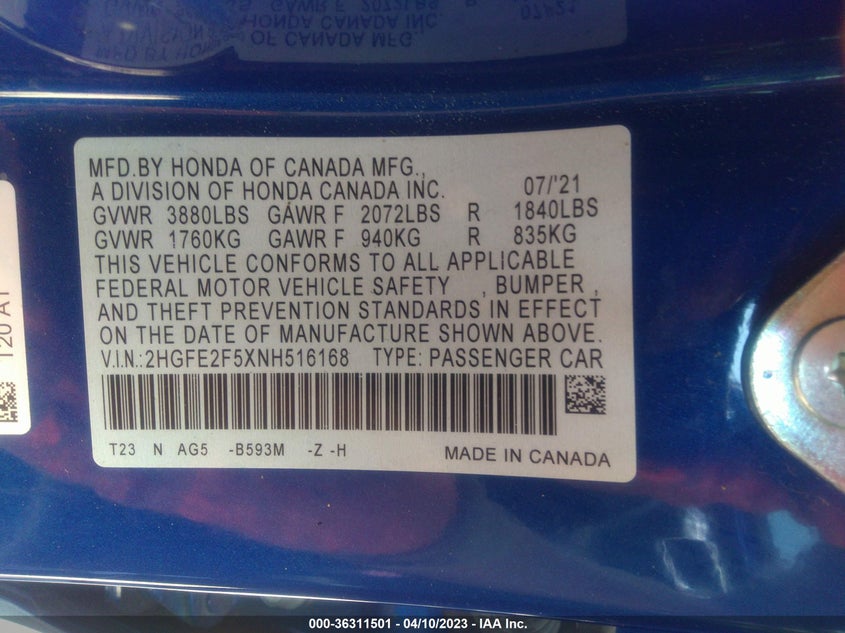 MFD.BY HONDA OF CANADA MFG.,
A DIVISION OF HONDA CANADA INC. 07/'21
GVWR 3880LBS GAWR F 2072LBS R 1840LBS
GVWR 1760KG GAWR F 940KG R 835KG
THIS VEHICLE CONFORMS TO ALL APPLICABLE
FEDERAL MOTOR VEHICLE SAFETY , BUMPER ,
AND THEFT PREVENTION STANDARDS IN EFFECT
ON THE DATE OF MANUFACTURE SHOWN ABOVE.
V.I.N.:2HGFE2F5XNH516168 TYPE: PASSENGER CAR
T23 N AG5 -B593M -Z -H MADE IN CANADA
T20 A1
000-36311501 - 04/10/2023 - IAA Inc.